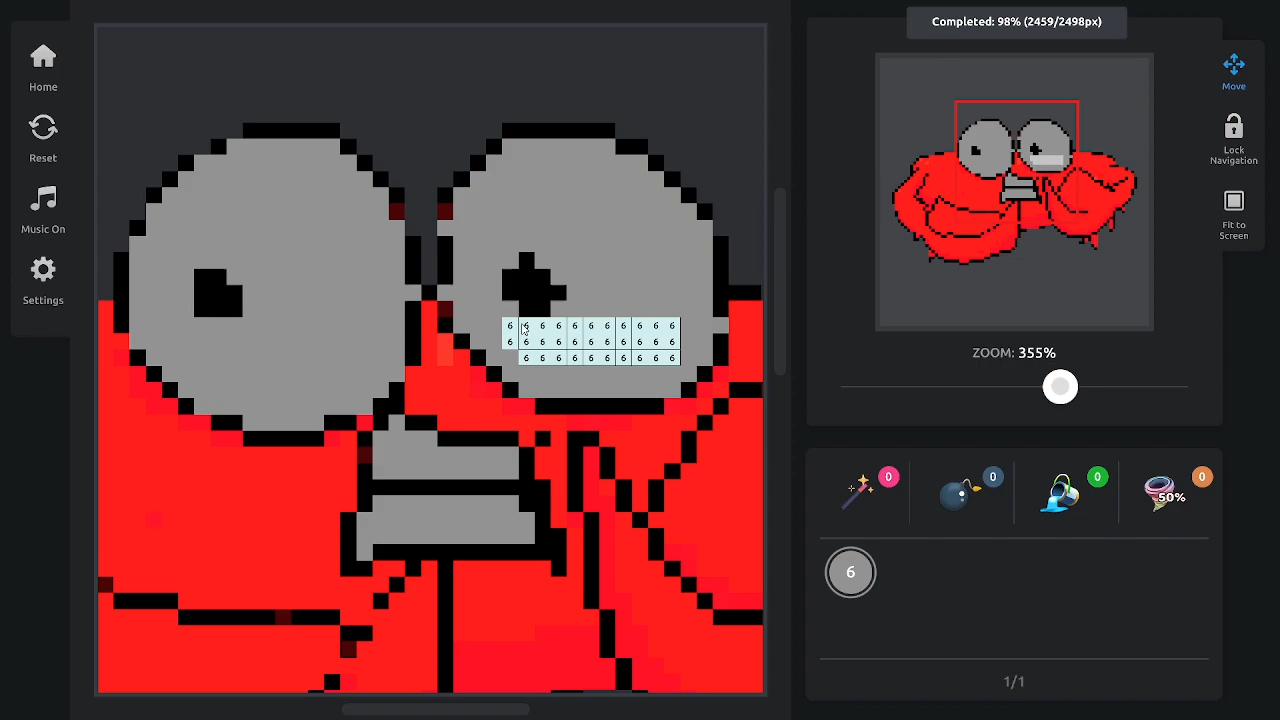 Home
Reset
Music On
Settings
6 6 6 6 6 6 6 6 6 6 6
6 6 6 6 6 6 6 6 6 6 6
6 6 6 6 6 6 6 6 6 6
Completed: 98% (2459/2498px)
Move
Lock
Navigation
Fit to
Screen
ZOOM: 355%
0
0
0
50%
0
6
1/1